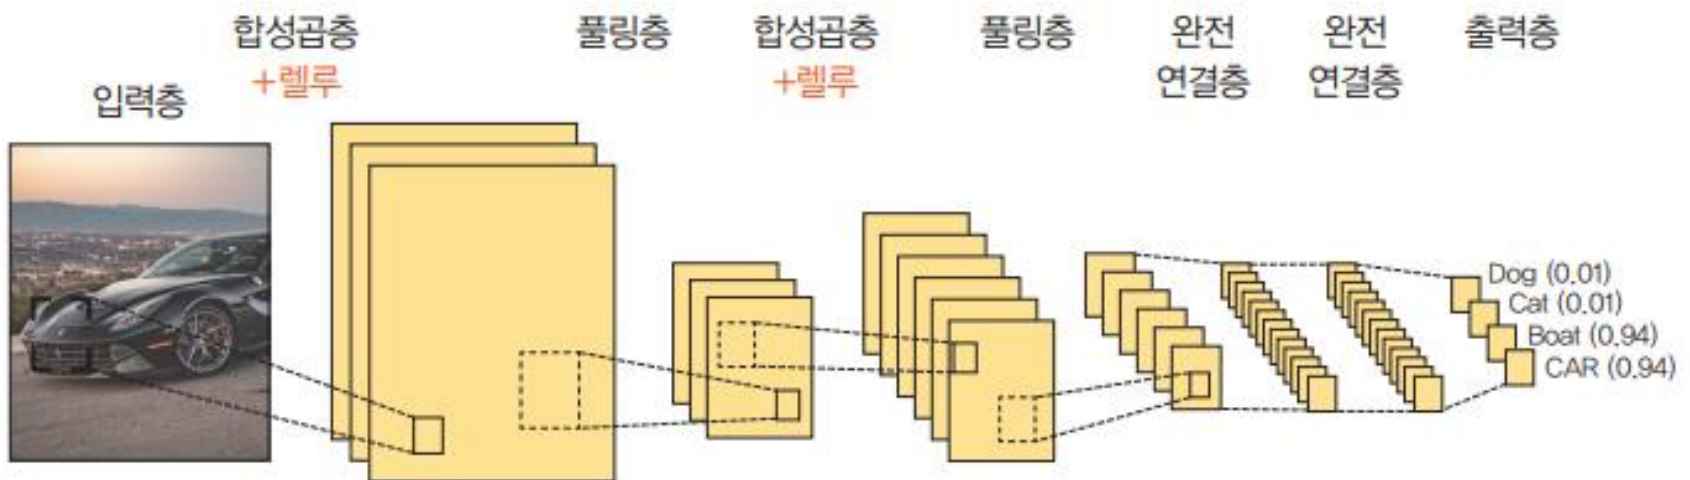 입력층
합성곱층
+렐루
풀링층
합성곱층
+렐루
풀링층
완전
연결층
완전
연결층
출력층
Dog (0.01)
Cat (0.01)
Boat (0.94)
CAR (0.94)